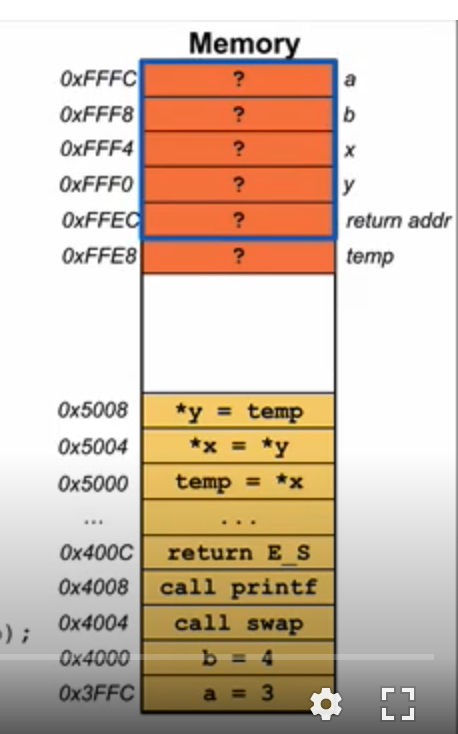 Memory
0xFFFC ? a
0xFFF8 ? b
0xFFF4 ? x
0xFFF0 ? y
0xFFEC ? return addr
0xFFE8 ? temp
0x5008 *y = temp
0x5004 *x = *y
0x5000 temp = *x
... ...
0x400C return E_S
0x4008 call printf
); 0x4004 call swap
0x4000 b = 4
0x3FFC a = 3